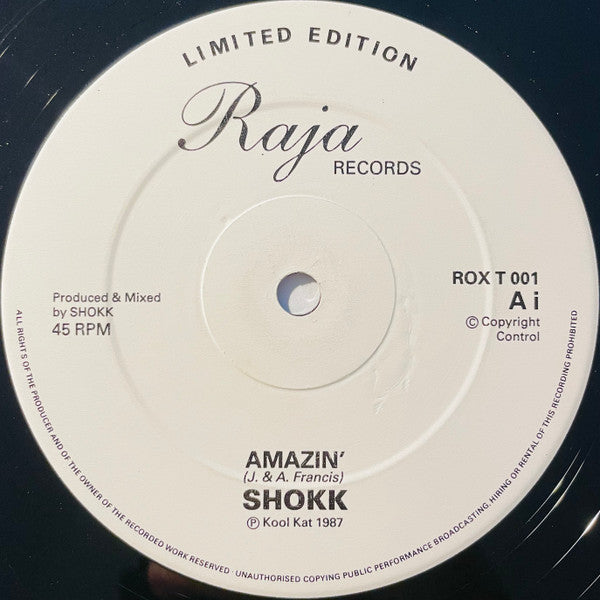 LIMITED EDITION
Raja
RECORDS
Produced & Mixed
by SHOKK
45 RPM
ROX T 001
A i
© Copyright
Control
AMAZIN'
(J. & A. Francis)
SHOKK
℗ Kool Kat 1987
ALL RIGHTS OF THE PRODUCER AND OF THE OWNER OF THE RECORDED WORK RESERVED · UNAUTHORISED COPYING PUBLIC PERFORMANCE BROADCASTING, HIRING OR RENTAL OF THIS RECORDING PROHIBITED